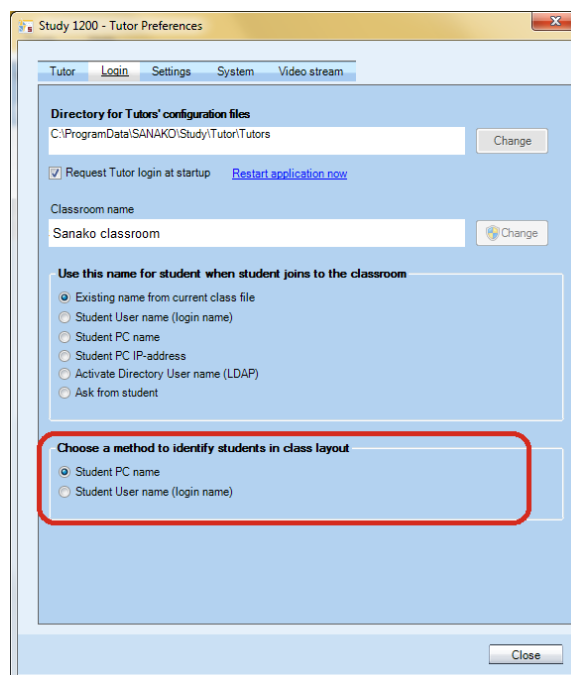 Study 1200 - Tutor Preferences
Tutor Login Settings System Video stream
Directory for Tutors' configuration files
C:\ProgramData\SANAKO\Study\Tutor\Tutors
Change
Request Tutor login at startup Restart application now
Classroom name
Sanako classroom
Change
Use this name for student when student joins to the classroom
Existing name from current class file
Student User name (login name)
Student PC name
Student PC IP-address
Activate Directory User name (LDAP)
Ask from student
Choose a method to identify students in class layout
Student PC name
Student User name (login name)
Close